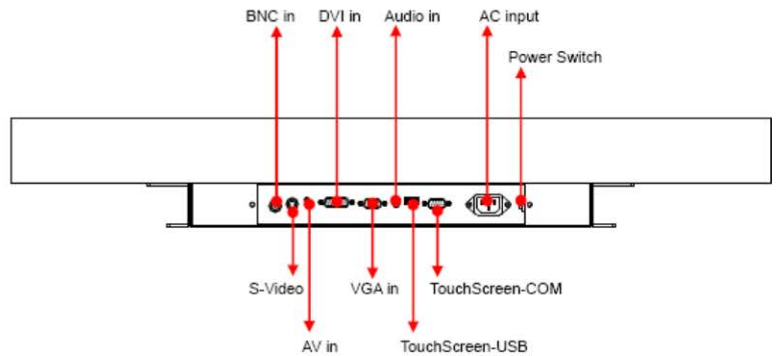 BNC in
DVI in
Audio in
AC input
Power Switch
S-Video
VGA in
TouchScreen-COM
AV in
TouchScreen-USB